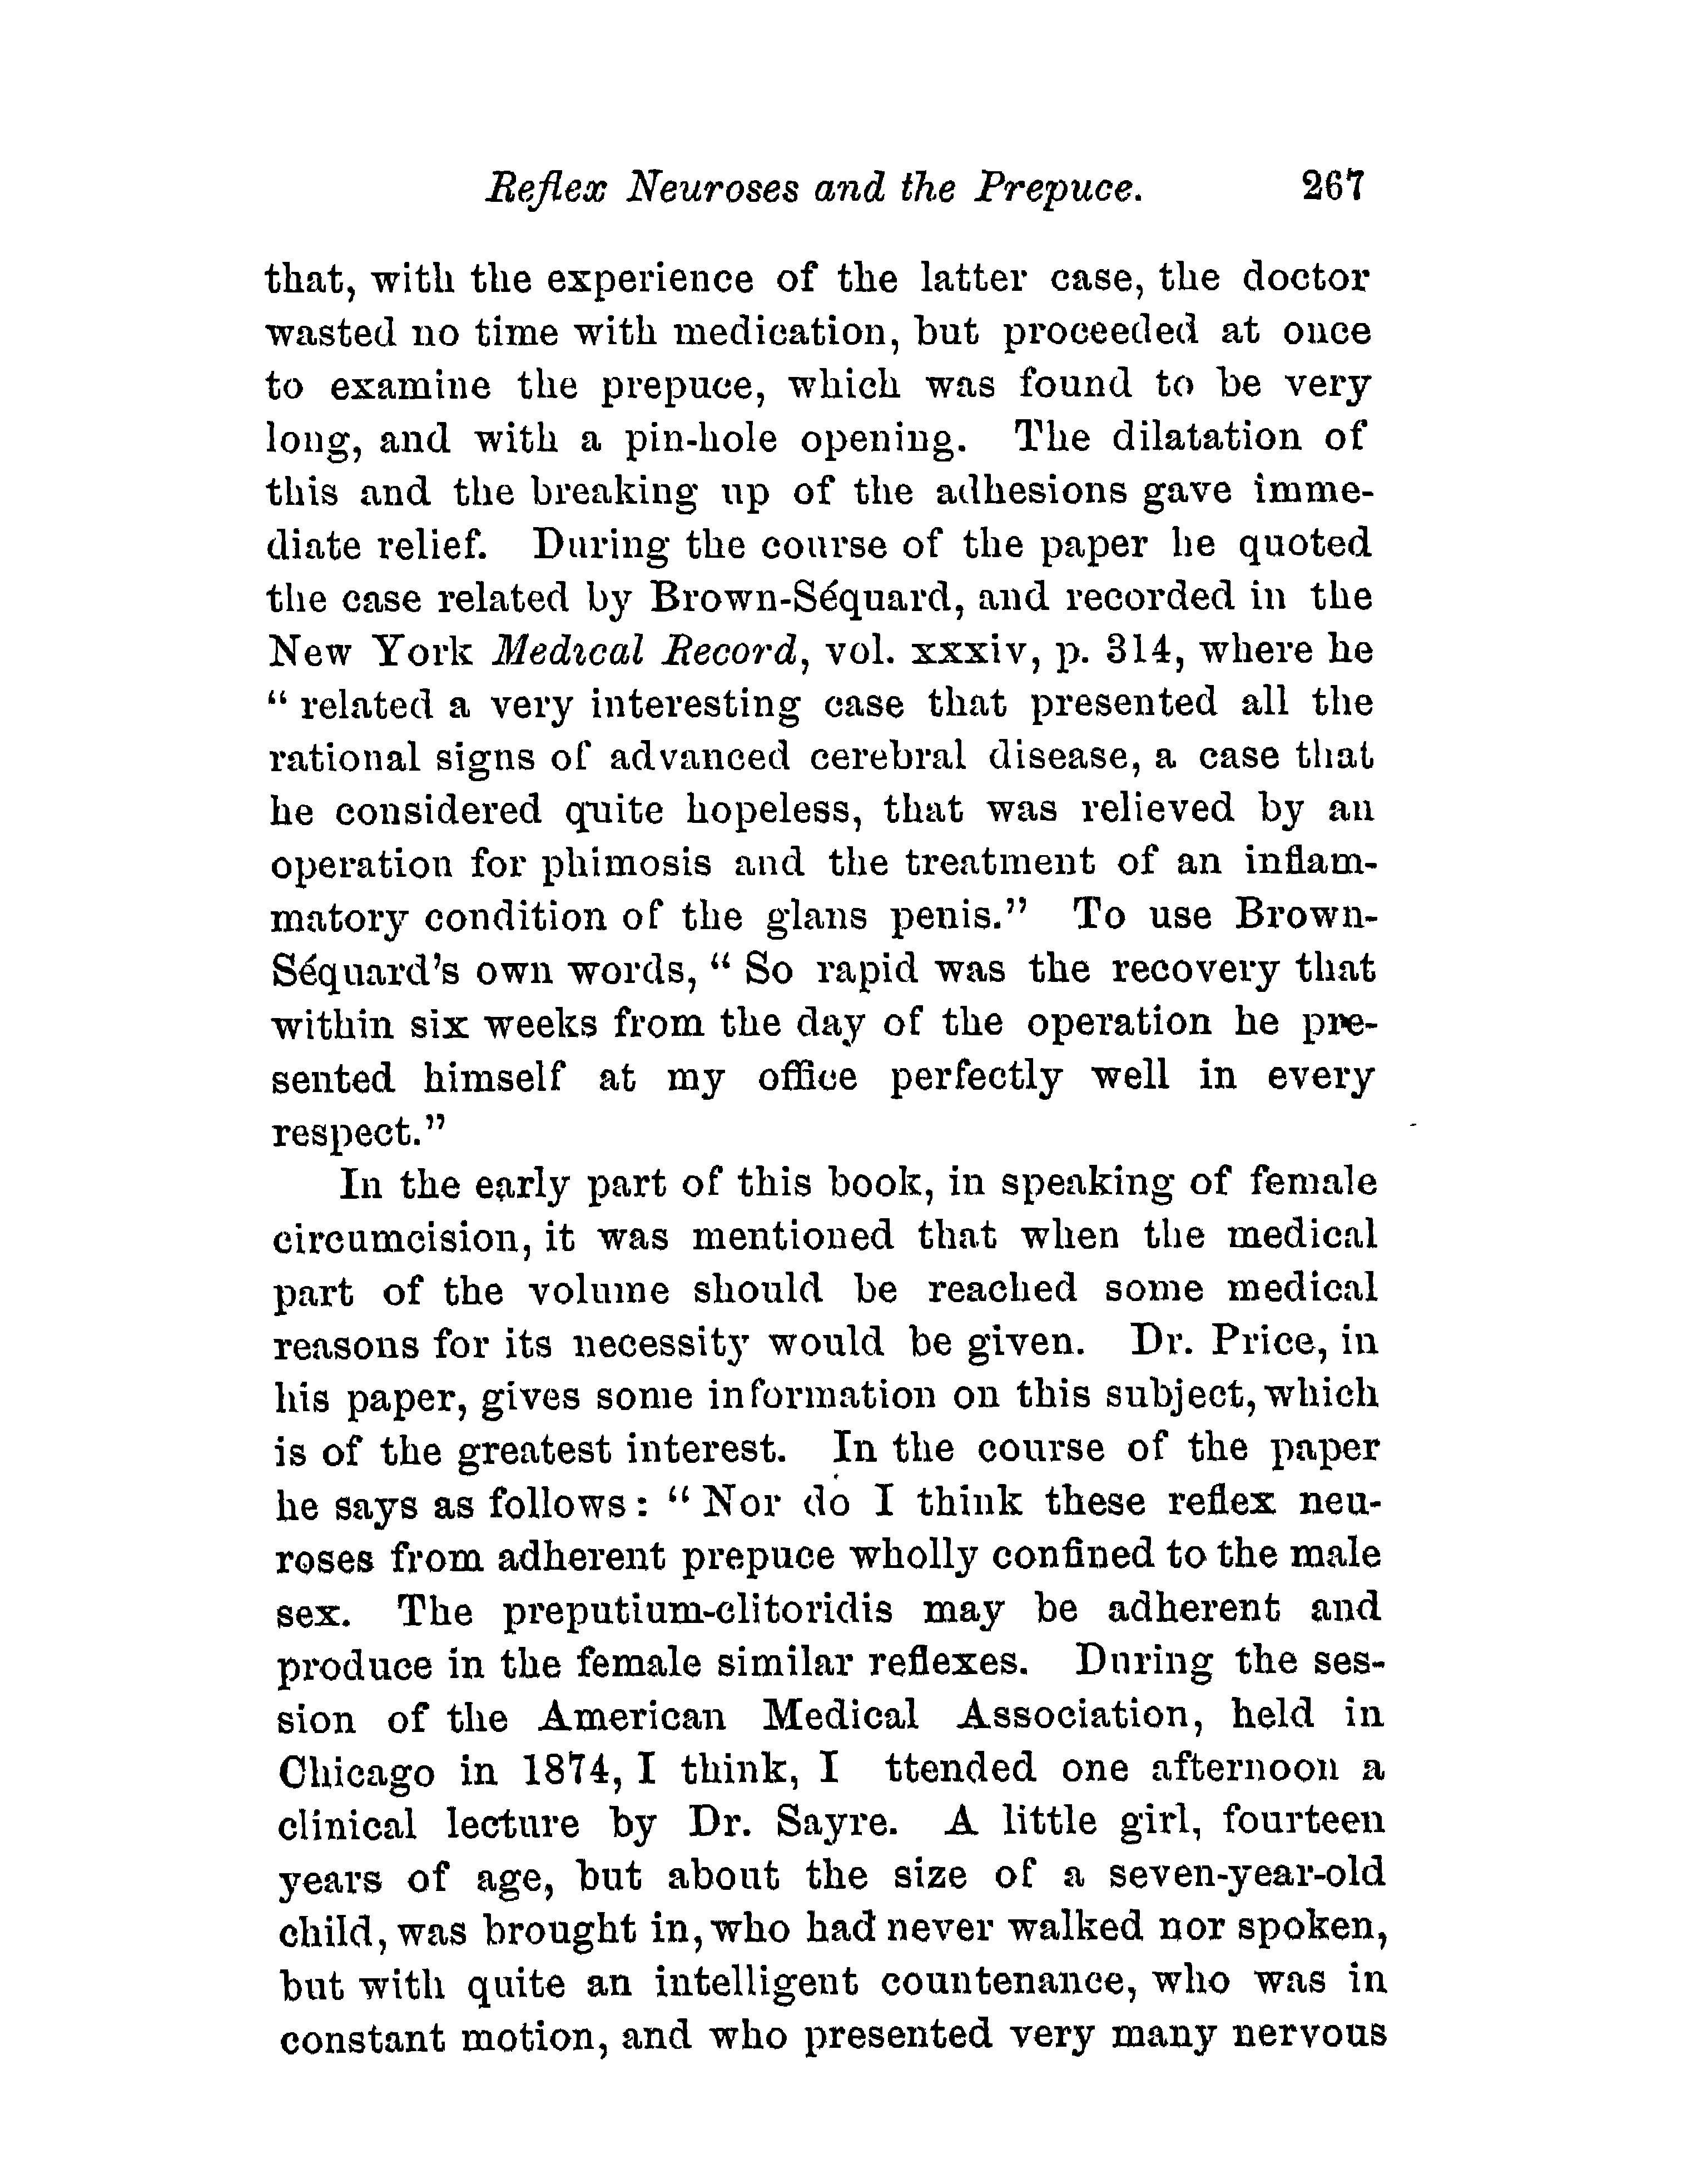 Reflex Neuroses and the Prepuce. 267
that, with the experience of the latter case, the doctor
wasted no time with medication, but proceeded at once
to examine the prepuce, which was found to be very
long, and with a pin-hole opening. The dilatation of
this and the breaking up of the adhesions gave imme-
diate relief. During the course of the paper he quoted
the case related by Brown-Séquard, and recorded in the
New York Medical Record, vol. xxxiv, p. 314, where he
“ related a very interesting case that presented all the
rational signs of advanced cerebral disease, a case that
he considered quite hopeless, that was relieved by an
operation for phimosis and the treatment of an inflam-
matory condition of the glans penis.” To use Brown-
Séquard’s own words, “ So rapid was the recovery that
within six weeks from the day of the operation he pre-
sented himself at my office perfectly well in every
respect.”
In the early part of this book, in speaking of female
circumcision, it was mentioned that when the medical
part of the volume should be reached some medical
reasons for its necessity would be given. Dr. Price, in
his paper, gives some information on this subject, which
is of the greatest interest. In the course of the paper
he says as follows: “ Nor do I think these reflex neu-
roses from adherent prepuce wholly confined to the male
sex. The preputium-clitoridis may be adherent and
produce in the female similar reflexes. During the ses-
sion of the American Medical Association, held in
Chicago in 1874, I think, I ttended one afternoon a
clinical lecture by Dr. Sayre. A little girl, fourteen
years of age, but about the size of a seven-year-old
child, was brought in, who had never walked nor spoken,
but with quite an intelligent countenance, who was in
constant motion, and who presented very many nervous